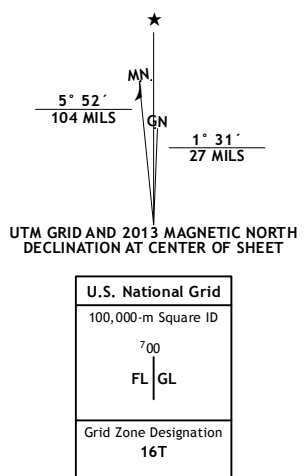 ★
MN.
5° 52´
104 MILS
GN
1° 31´
27 MILS
UTM GRID AND 2013 MAGNETIC NORTH
DECLINATION AT CENTER OF SHEET
U.S. National Grid
100,000-m Square ID
⁷00
FL GL
Grid Zone Designation
16T